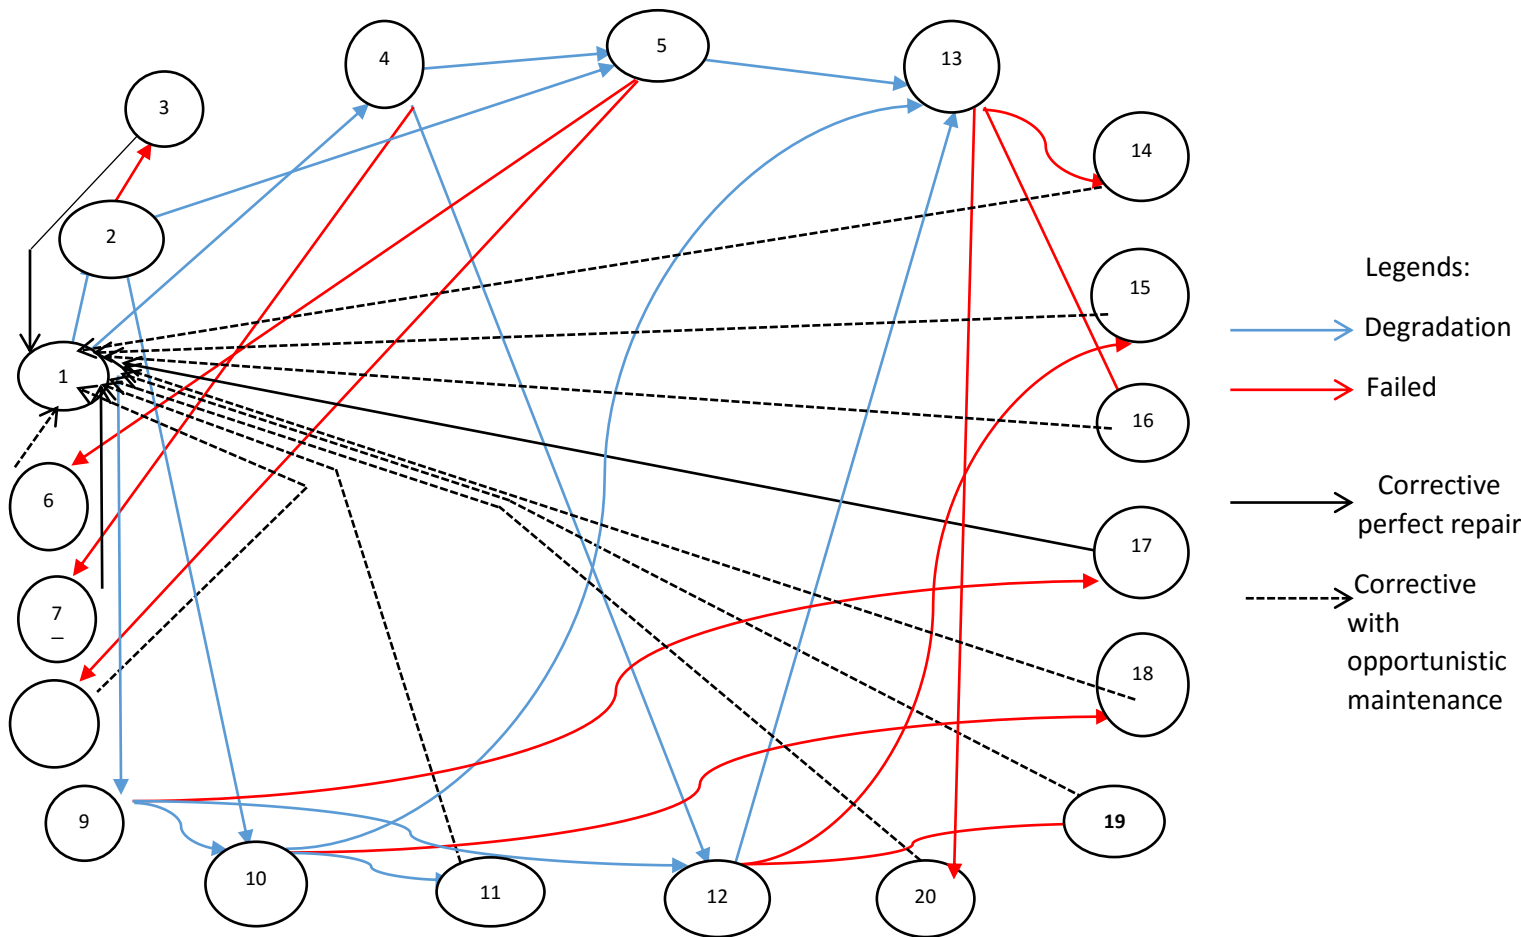 5
4
13
3
14
2
15
1
16
6
17
7
_
18
9
19
10
11
12
20
Legends:
Degradation
Failed
Corrective
perfect repair
Corrective
with
opportunistic
maintenance